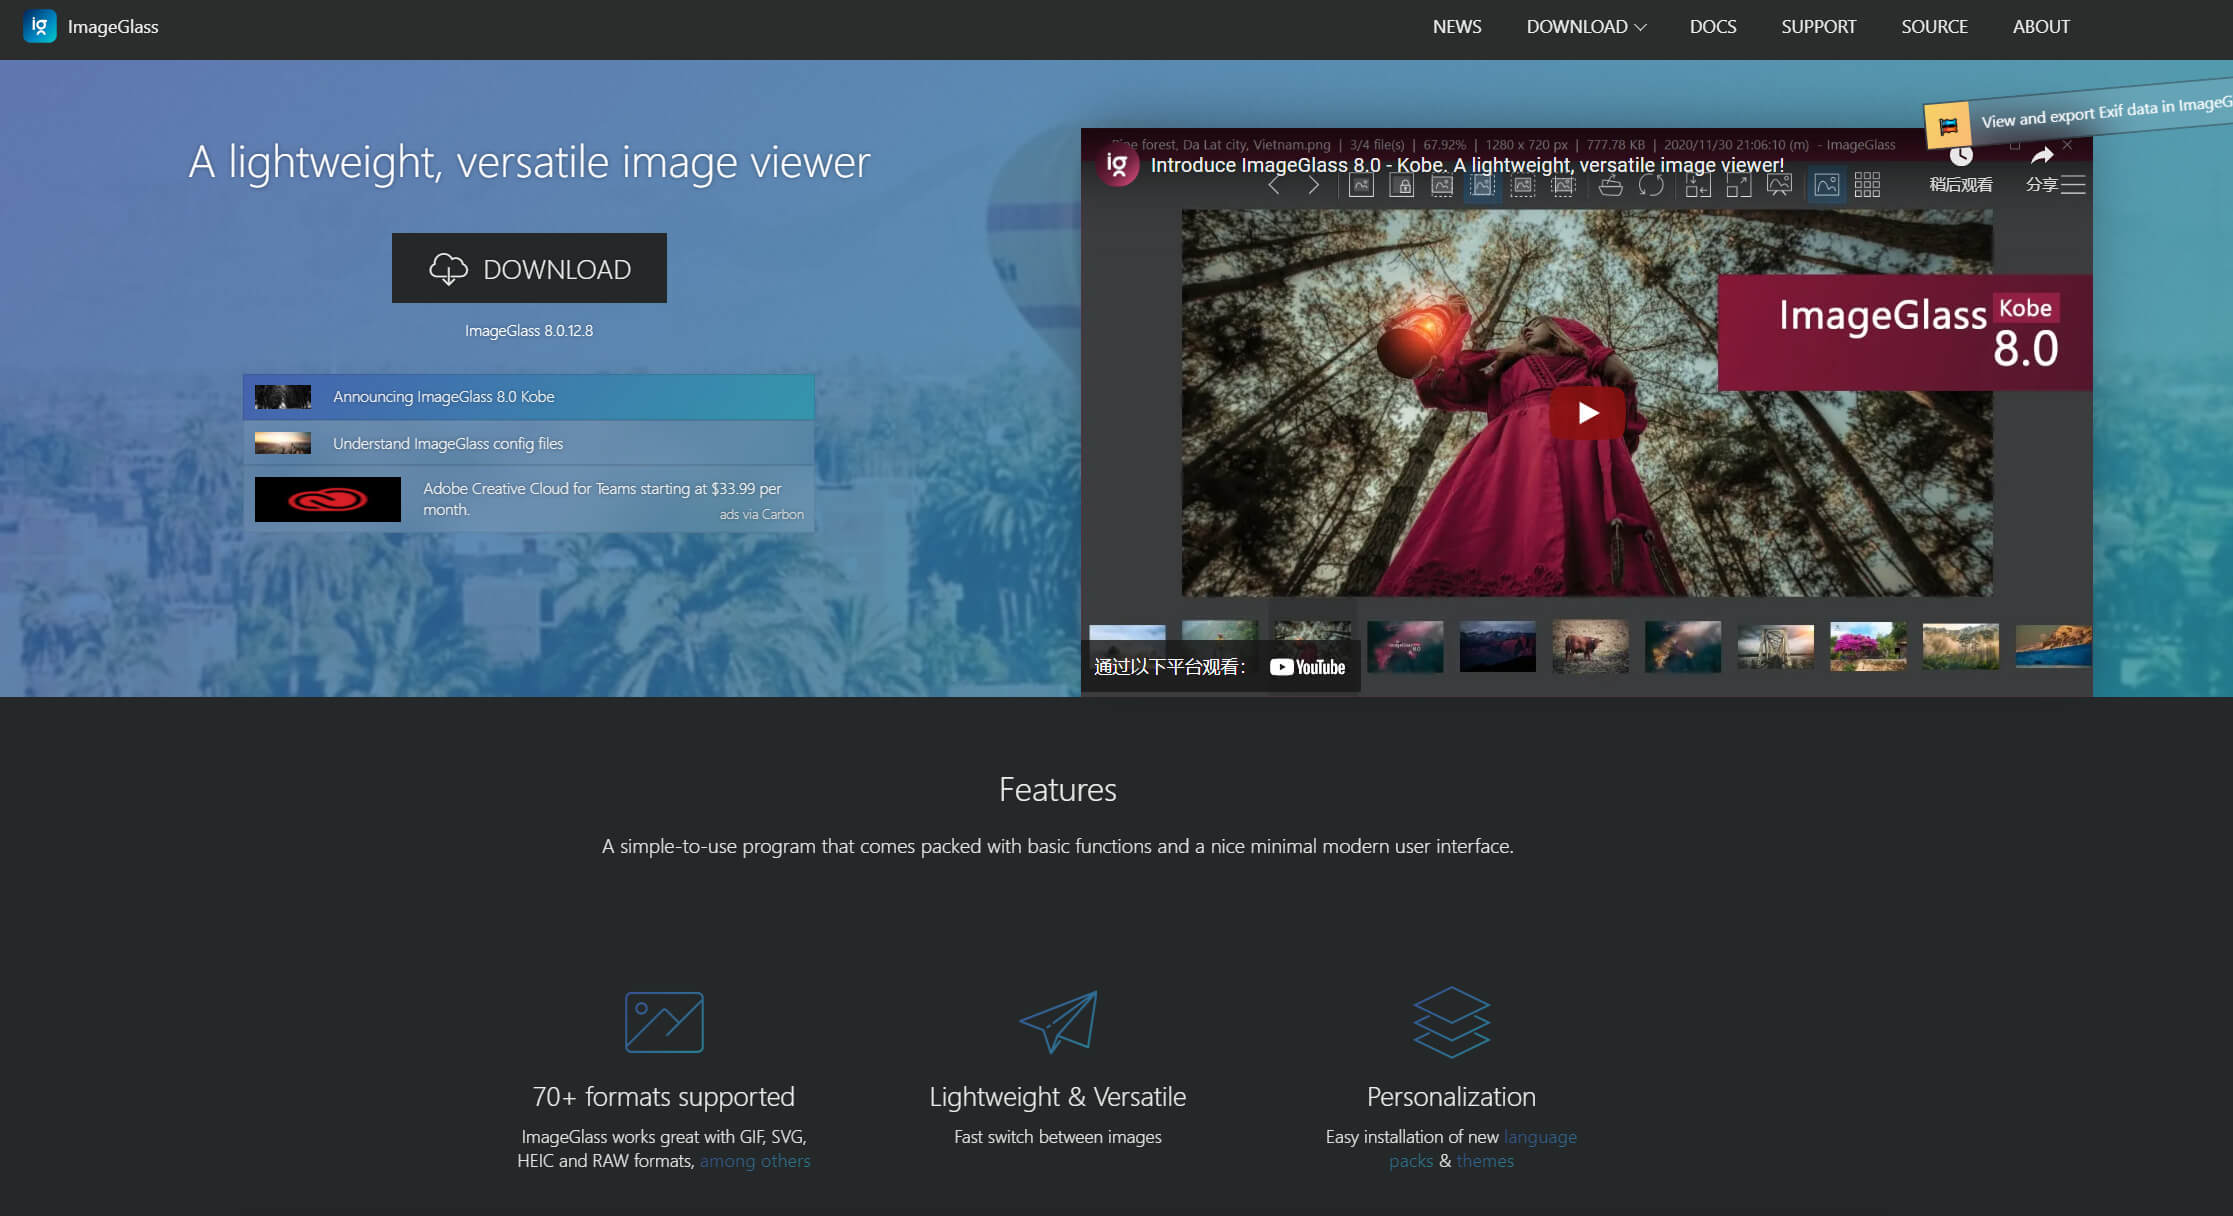 ig ImageGlass
NEWS DOWNLOAD DOCS SUPPORT SOURCE ABOUT
View and export Exif data in ImageG
A lightweight, versatile image viewer
DOWNLOAD
ImageGlass 8.0.12.8
Announcing ImageGlass 8.0 Kobe
Understand ImageGlass config files
Adobe Creative Cloud for Teams starting at $33.99 per
month.
ads via Carbon
forest, Da Lat city, Vietnam.png | 3/4 file(s) | 67.92% | 1280 x 720 px | 777.78 KB | 2020/11/30 21:06:10 (m) - ImageGlass
ig Introduce ImageGlass 8.0 - Kobe. A lightweight, versatile image viewer!
稍后观看 分享
ImageGlass Kobe
8.0
通过以下平台观看： YouTube
Features
A simple-to-use program that comes packed with basic functions and a nice minimal modern user interface.
70+ formats supported
ImageGlass works great with GIF, SVG,
HEIC and RAW formats, among others
Lightweight & Versatile
Fast switch between images
Personalization
Easy installation of new language
packs & themes